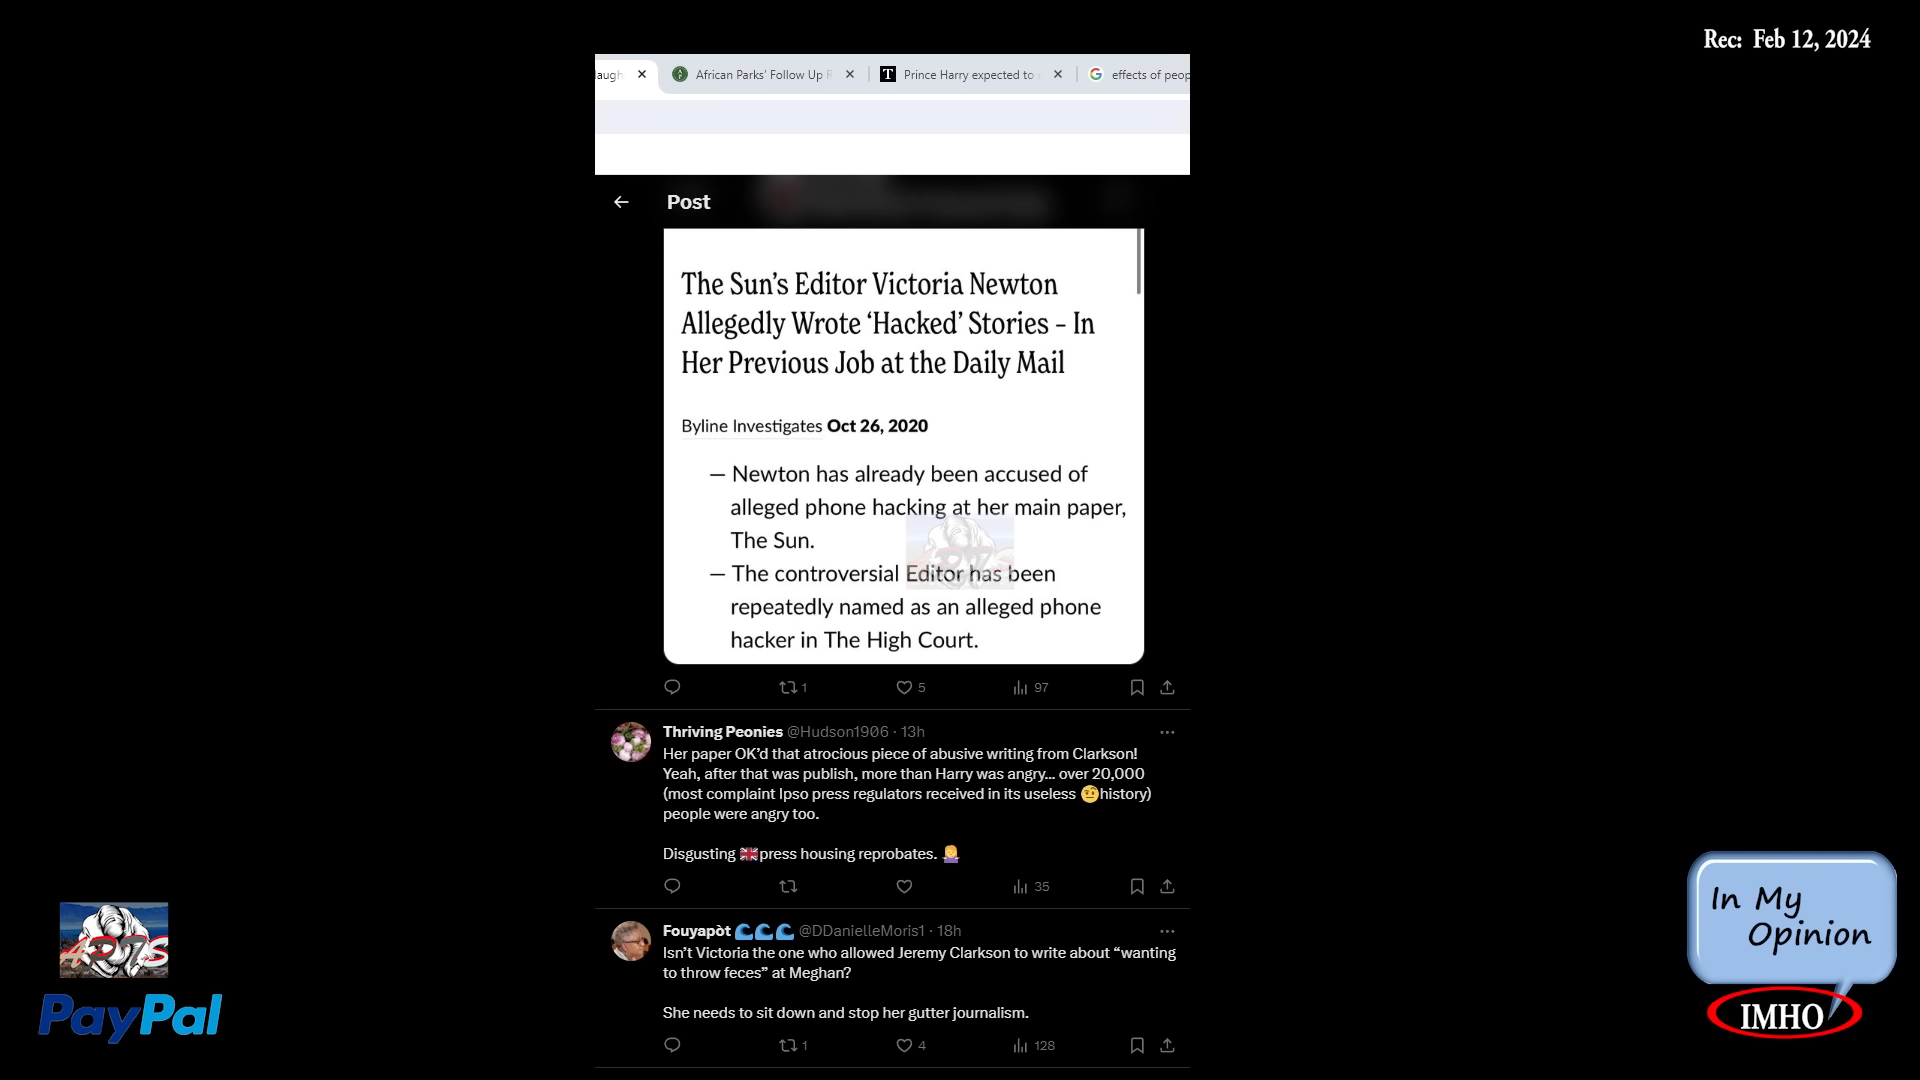 Rec: Feb 12, 2024
laugh
African Parks' Follow Up R
Prince Harry expected to
effects of peop
Post
The Sun's Editor Victoria Newton
Allegedly Wrote ‘Hacked’ Stories – In
Her Previous Job at the Daily Mail
Byline Investigates Oct 26, 2020
— Newton has already been accused of
alleged phone hacking at her main paper,
The Sun.
— The controversial Editor has been
repeatedly named as an alleged phone
hacker in The High Court.
1 5 97
Thriving Peonies @Hudson1906 · 13h
Her paper OK'd that atrocious piece of abusive writing from Clarkson!
Yeah, after that was publish, more than Harry was angry... over 20,000
(most complaint Ipso press regulators received in its useless 🤨history)
people were angry too.
Disgusting 🇬🇧press housing reprobates. 🤷‍♀️
35
Fouyapòt 🌊🌊🌊 @DDanielleMoris1 · 18h
Isn't Victoria the one who allowed Jeremy Clarkson to write about “wanting
to throw feces” at Meghan?
She needs to sit down and stop her gutter journalism.
1 4 128
PayPal
In My
Opinion
IMHO